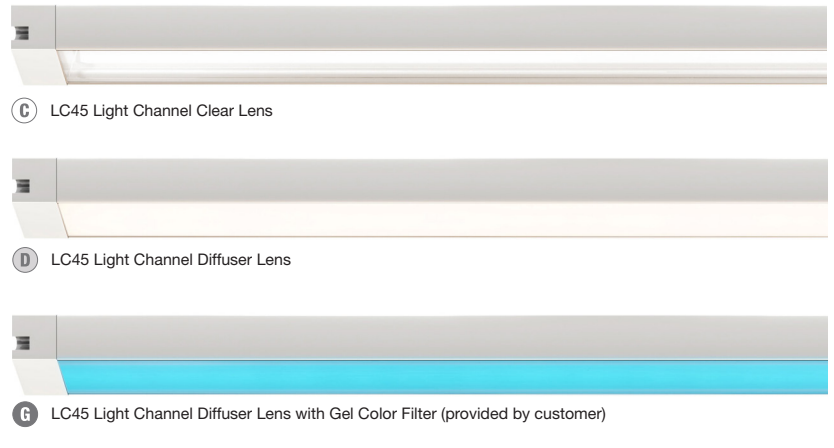 C LC45 Light Channel Clear Lens
D LC45 Light Channel Diffuser Lens
G LC45 Light Channel Diffuser Lens with Gel Color Filter (provided by customer)